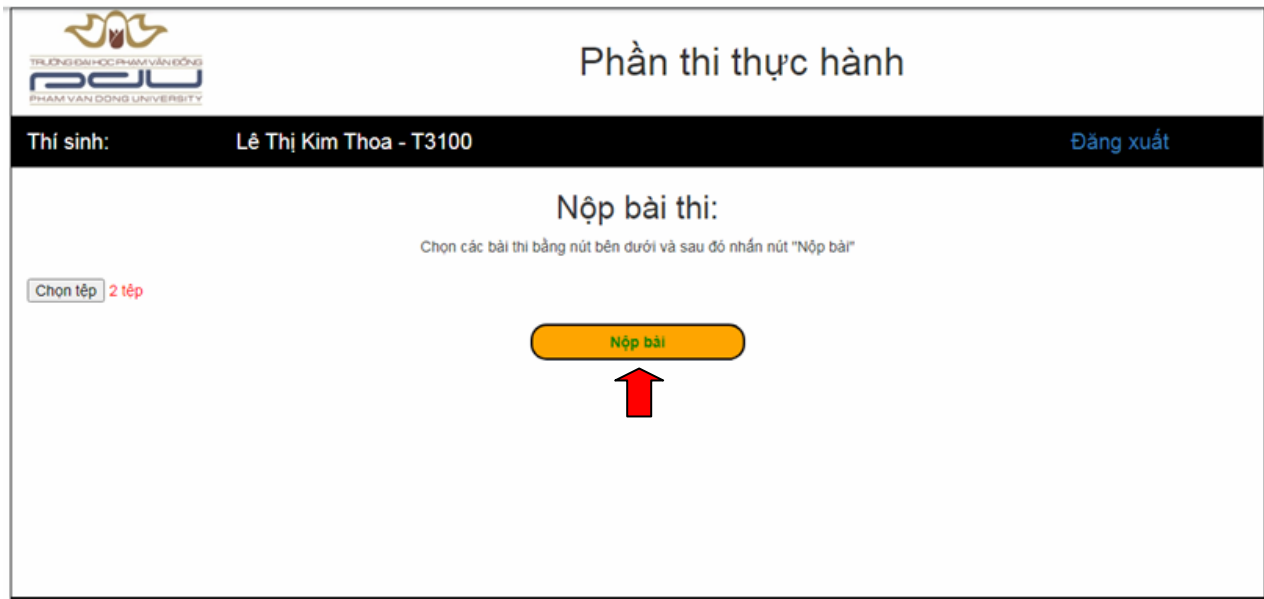 TRƯỜNG ĐẠI HỌC PHẠM VĂN ĐỒNG
PDU
PHAM VAN DONG UNIVERSITY
Phần thi thực hành
Thí sinh: Lê Thị Kim Thoa - T3100 Đăng xuất
Nộp bài thi:
Chọn các bài thi bằng nút bên dưới và sau đó nhấn nút "Nộp bài"
Chọn tệp 2 tệp
Nộp bài